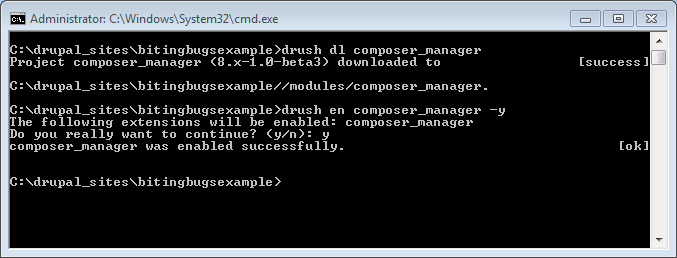 Administrator: C:\Windows\System32\cmd.exe
C:\drupal_sites\bitingbugsexample>drush dl composer_manager
Project composer_manager (8.x-1.0-beta3) downloaded to [success]
C:\drupal_sites\bitingbugsexample//modules/composer_manager.
C:\drupal_sites\bitingbugsexample>drush en composer_manager -y
The following extensions will be enabled: composer_manager
Do you really want to continue? (y/n): y
composer_manager was enabled successfully. [ok]
C:\drupal_sites\bitingbugsexample>